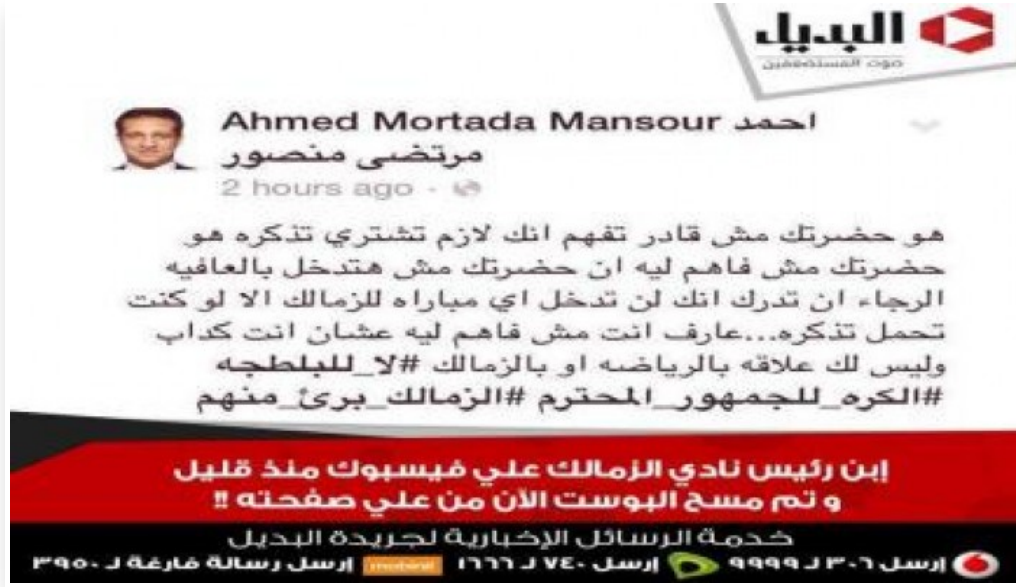 البديل
صوت المستضعفين
Ahmed Mortada Mansour احمد
مرتضى منصور
2 hours ago
هو حضرتك مش قادر تفهم انك لازم تشتري تذكره هو
حضرتك مش فاهم ليه ان حضرتك مش هتدخل بالعافيه
الرجاء ان تدرك انك لن تدخل اي مباراه للزمالك الا لو كنت
تحمل تذكره...عارف انت مش فاهم ليه عشان انت كداب
وليس لك علاقه بالرياضه او بالزمالك #لا_للبلطجه
#الكره_للجمهور_المحترم #الزمالك_برئ_منهم
إبن رئيس نادي الزمالك علي فيسبوك منذ قليل
و تم مسح البوست الآن من علي صفحته !!
خدمة الرسائل الإخبارية لجريدة البديل
إرسل ٣٠٦ لـ ٩٩٩٩ إرسل ٧٤٠ لـ ١٦٦٦ mobinil إرسل رسالة فارغة لـ ٣٩٥٠